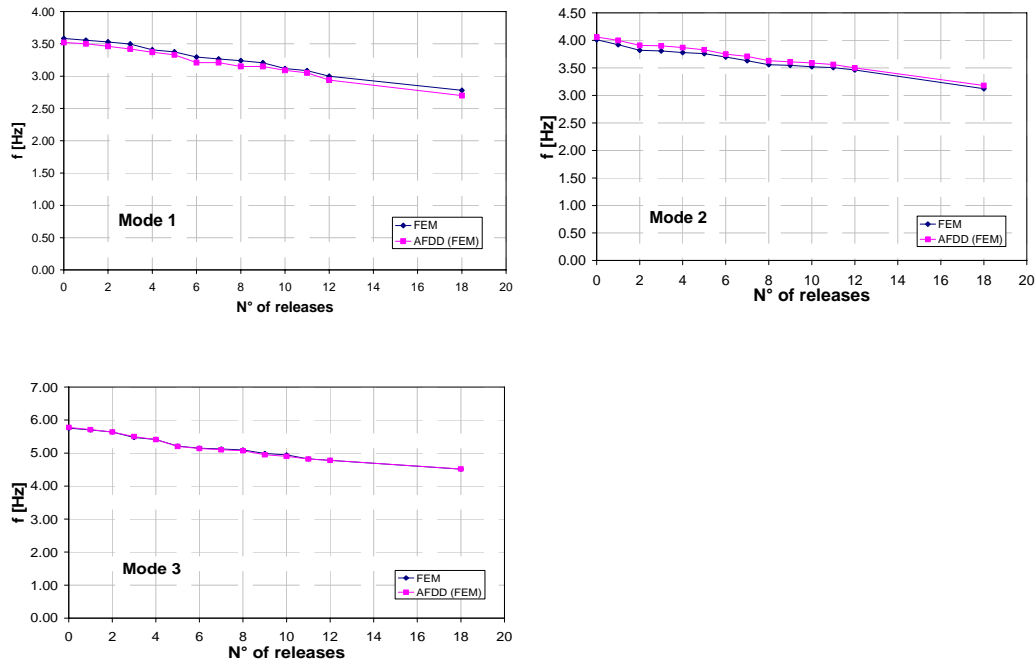 4.00
3.50
3.00
2.50
2.00
1.50
1.00
0.50
0.00
f [Hz]
Mode 1
FEM
AFDD (FEM)
0 2 4 6 8 10 12 14 16 18 20
N° of releases
4.50
4.00
3.50
3.00
2.50
2.00
1.50
1.00
0.50
0.00
f [Hz]
Mode 2
FEM
AFDD (FEM)
0 2 4 6 8 10 12 14 16 18 20
N° of releases
7.00
6.00
5.00
4.00
3.00
2.00
1.00
0.00
f [Hz]
Mode 3
FEM
AFDD (FEM)
0 2 4 6 8 10 12 14 16 18 20
N° of releases